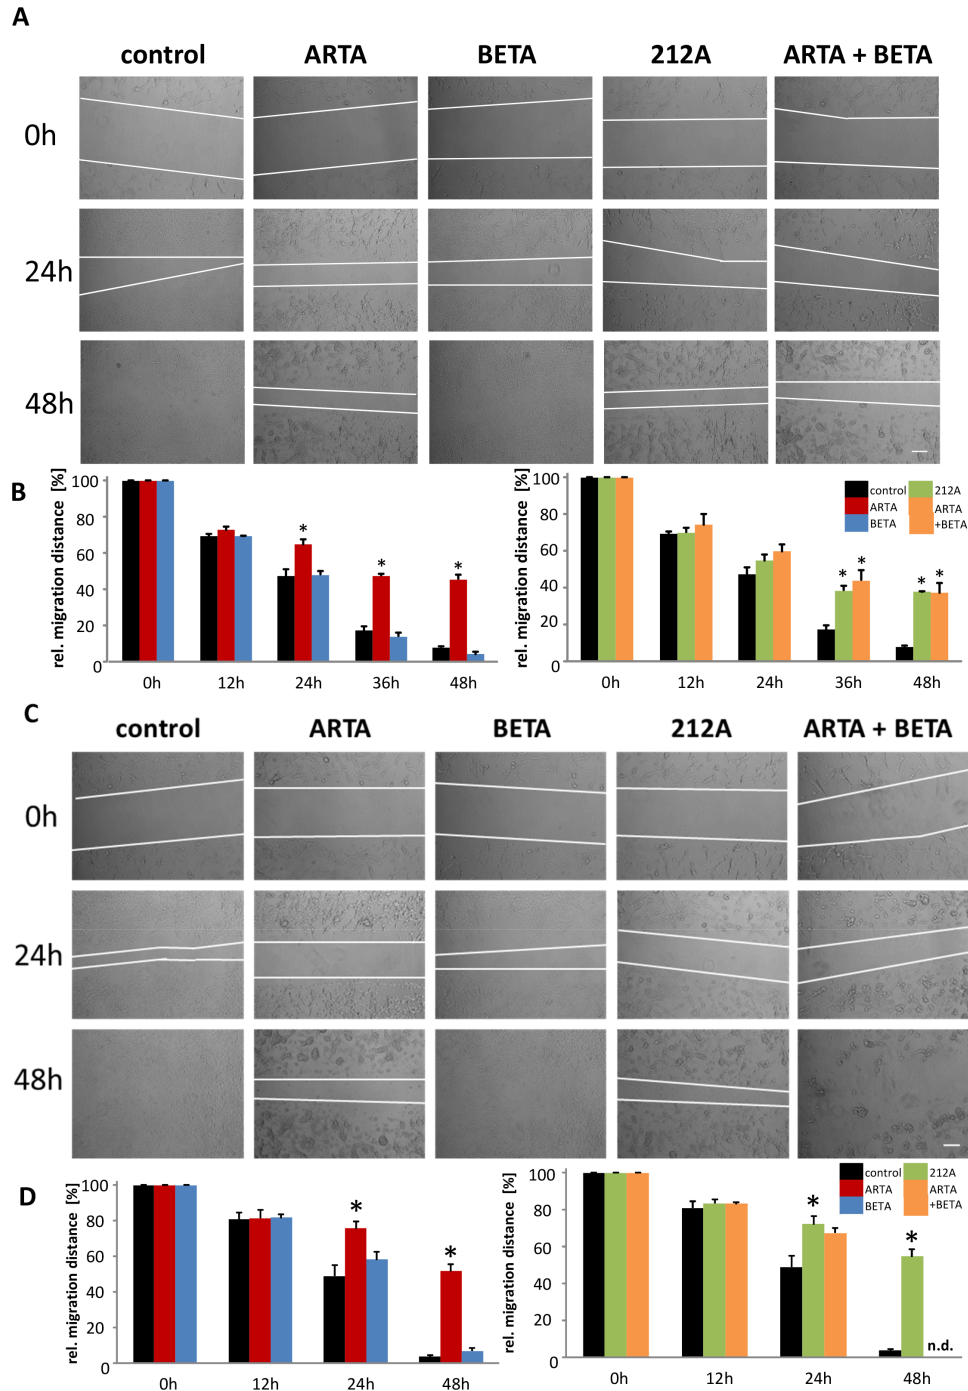 A
control ARTA BETA 212A ARTA + BETA
0h
24h
48h
B
rel. migration distance [%]
100
80
60
40
20
0
* * *
0h 12h 24h 36h 48h
rel. migration distance [%]
100
80
60
40
20
0
control 212A
ARTA ARTA
BETA +BETA
* * * *
0h 12h 24h 36h 48h
C
control ARTA BETA 212A ARTA + BETA
0h
24h
48h
D
rel. migration distance [%]
100
80
60
40
20
0
* *
0h 12h 24h 48h
rel. migration distance [%]
100
80
60
40
20
0
control 212A
ARTA ARTA
BETA +BETA
* *
n.d.
0h 12h 24h 48h